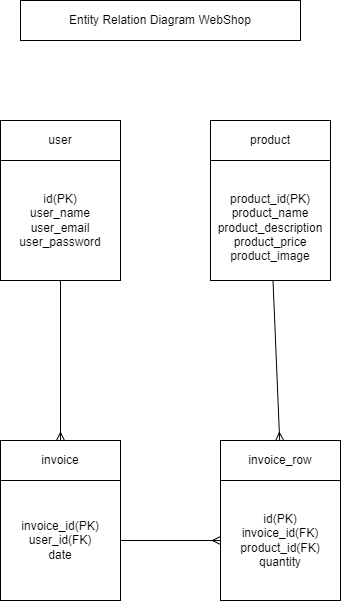 Entity Relation Diagram WebShop
user
id(PK)
user_name
user_email
user_password
product
product_id(PK)
product_name
product_description
product_price
product_image
invoice
invoice_id(PK)
user_id(FK)
date
invoice_row
id(PK)
invoice_id(FK)
product_id(FK)
quantity